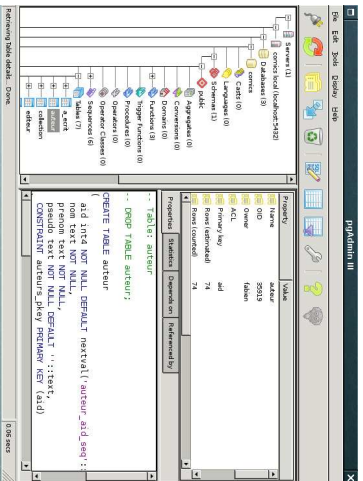 pgAdmin III
File Edit Tools Display Help
Servers (1)
comics local (localhost:5432)
Databases (3)
comics
Casts (0)
Languages (0)
Schemas (1)
public
Aggregates (0)
Conversions (0)
Domains (0)
Functions (3)
Trigger Functions (0)
Procedures (0)
Operators (0)
Operator Classes (0)
Sequences (6)
Tables (7)
a_ecrit
auteur
collection
editeur
Property Value
Name auteur
OID 35919
Owner fabien
ACL
Primary key aid
Rows (estimated) 74
Rows (counted) 74
Properties Statistics Depends on Referenced by
-- Table: auteur
-- DROP TABLE auteur;
CREATE TABLE auteur
(
aid int4 NOT NULL DEFAULT nextval('auteur_aid_seq'::
nom text NOT NULL,
prenom text NOT NULL,
pseudo text NOT NULL DEFAULT ''::text,
CONSTRAINT auteurs_pkey PRIMARY KEY (aid)
Retrieving Table details... Done. 0.06 secs